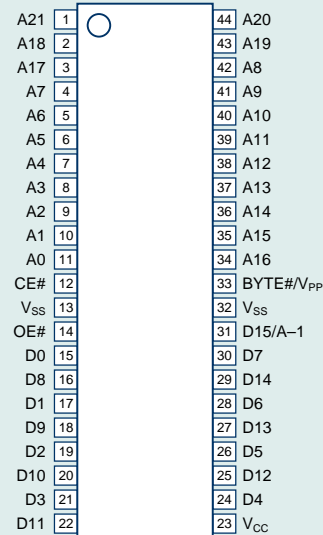 A21 1 44 A20
A18 2 43 A19
A17 3 42 A8
A7 4 41 A9
A6 5 40 A10
A5 6 39 A11
A4 7 38 A12
A3 8 37 A13
A2 9 36 A14
A1 10 35 A15
A0 11 34 A16
CE# 12 33 BYTE#/VPP
VSS 13 32 VSS
OE# 14 31 D15/A–1
D0 15 30 D7
D8 16 29 D14
D1 17 28 D6
D9 18 27 D13
D2 19 26 D5
D10 20 25 D12
D3 21 24 D4
D11 22 23 VCC